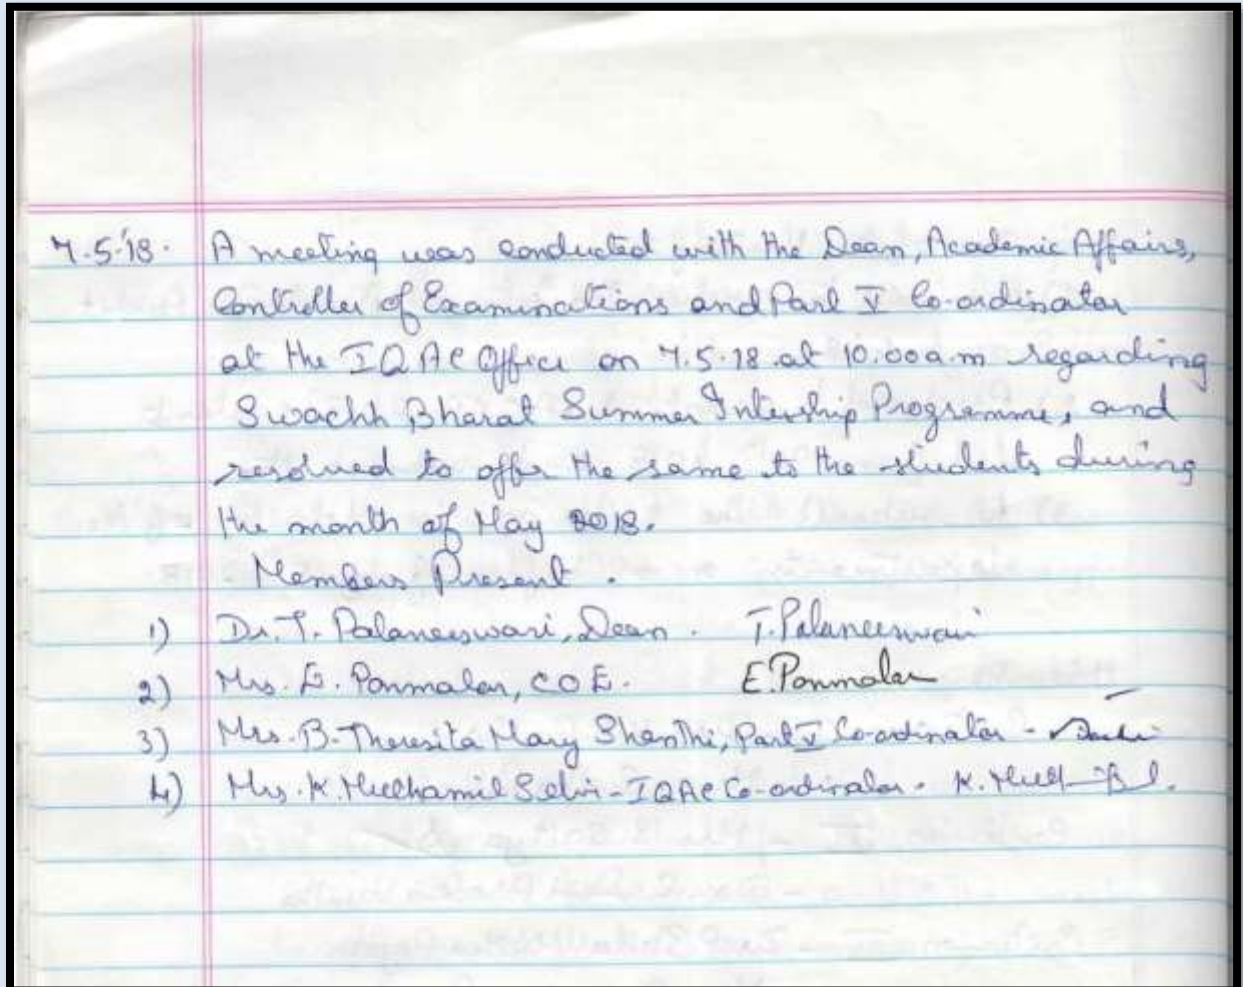 7.5.'18. A meeting was conducted with the Dean, Academic Affairs,
Controller of Examinations and Part V Co-ordinator
at the IQAC Office on 7.5.18 at 10.00 a.m regarding
Swachh Bharat Summer Intership Programme, and
resolved to offer the same to the students during
the month of May 2018.
Members Present.
1) Dr. T. Palaneeswari, Dean. T. Palaneeswari
2) Mrs. E. Ponmalar, COE. E. Ponmalar
3) Mrs. B. Theresita Mary Shanthi, Part V Co-ordinator -
4) Mrs. K. Muthamil Selvi - IQAC Co-ordinator. K.